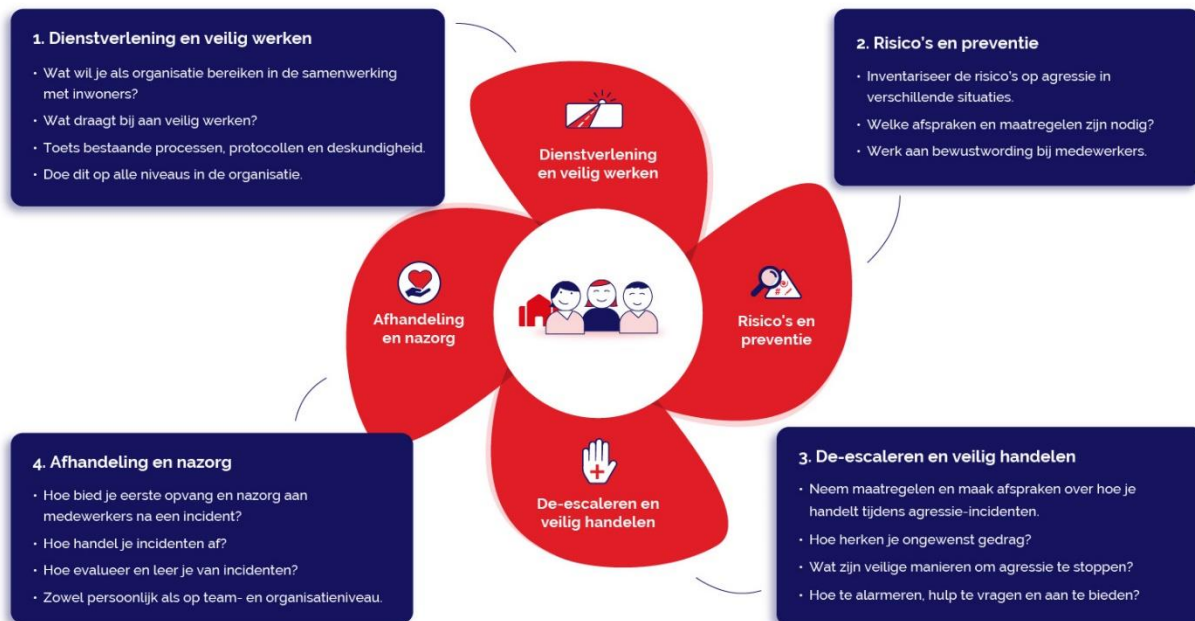 1. Dienstverlening en veilig werken
• Wat wil je als organisatie bereiken in de samenwerking
met inwoners?
• Wat draagt bij aan veilig werken?
• Toets bestaande processen, protocollen en deskundigheid.
• Doe dit op alle niveaus in de organisatie.
2. Risico's en preventie
• Inventariseer de risico's op agressie in
verschillende situaties.
• Welke afspraken en maatregelen zijn nodig?
• Werk aan bewustwording bij medewerkers.
Dienstverlening
en veilig werken
Afhandeling
en nazorg
Risico's en
preventie
De-escaleren en
veilig handelen
4. Afhandeling en nazorg
• Hoe bied je eerste opvang en nazorg aan
medewerkers na een incident?
• Hoe handel je incidenten af?
• Hoe evalueer en leer je van incidenten?
• Zowel persoonlijk als op team- en organisatieniveau.
3. De-escaleren en veilig handelen
• Neem maatregelen en maak afspraken over hoe je
handelt tijdens agressie-incidenten.
• Hoe herken je ongewenst gedrag?
• Wat zijn veilige manieren om agressie te stoppen?
• Hoe te alarmeren, hulp te vragen en aan te bieden?